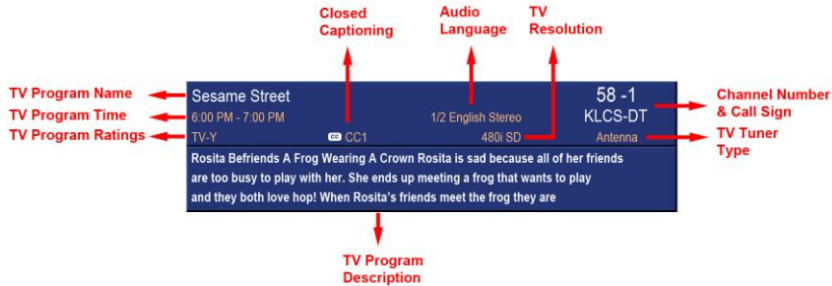 Closed
Captioning
Audio
Language
TV
Resolution
TV Program Name
TV Program Time
TV Program Ratings
Sesame Street
6:00 PM - 7:00 PM
TV-Y
CC CC1
1/2 English Stereo
480i SD
58 -1
KLCS-DT
Antenna
Channel Number
& Call Sign
TV Tuner
Type
Rosita Befriends A Frog Wearing A Crown Rosita is sad because all of her friends
are too busy to play with her. She ends up meeting a frog that wants to play
and they both love hop! When Rosita's friends meet the frog they are
TV Program
Description